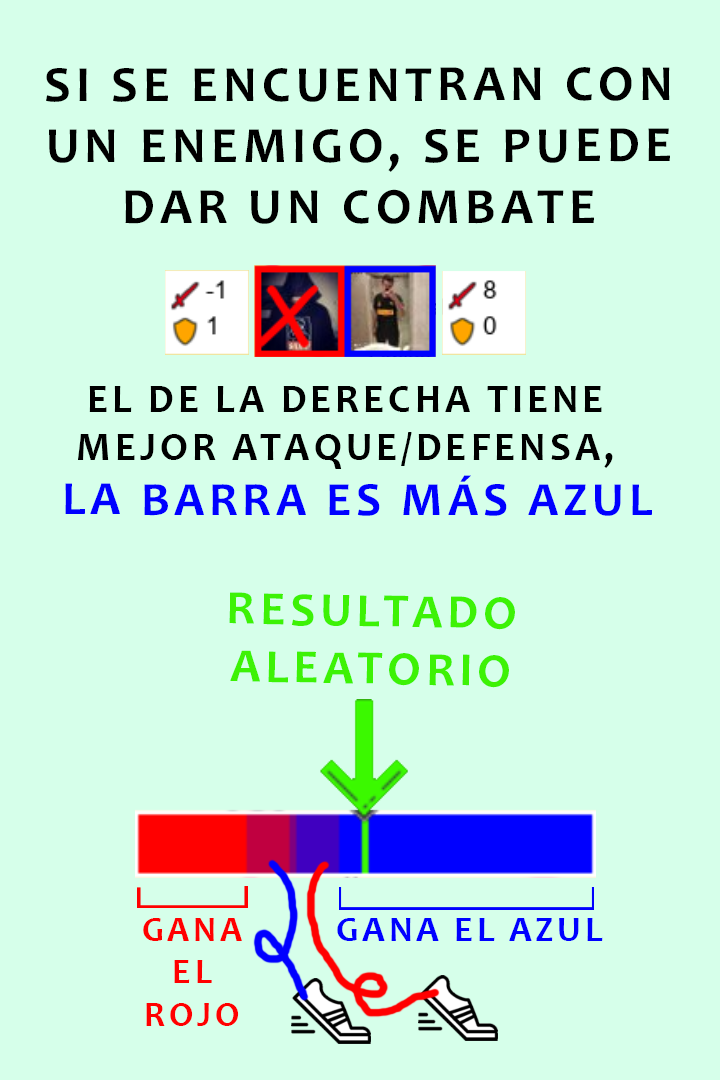 SI SE ENCUENTRAN CON
UN ENEMIGO, SE PUEDE
DAR UN COMBATE
-1
1
8
0
EL DE LA DERECHA TIENE
MEJOR ATAQUE/DEFENSA,
LA BARRA ES MÁS AZUL
RESULTADO
ALEATORIO
GANA
EL
ROJO
GANA EL AZUL